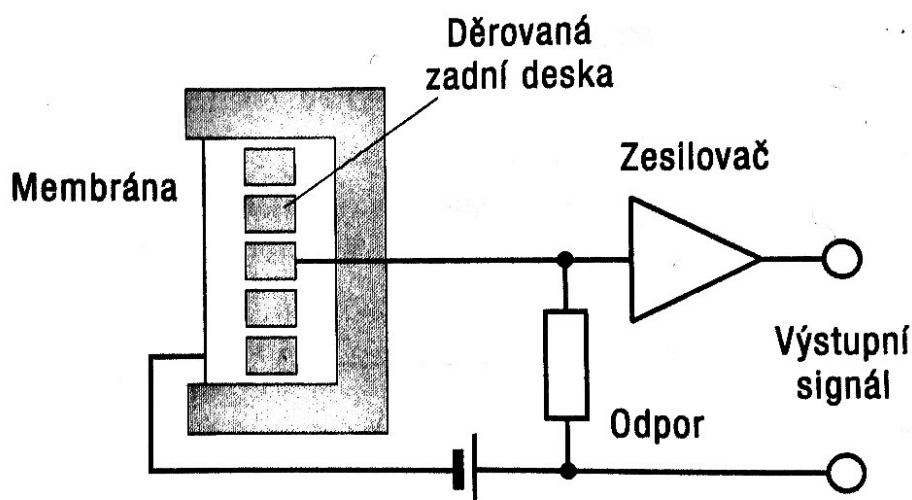 Děrovaná
zadní deska
Membrána
Zesilovač
Výstupní
signál
Odpor